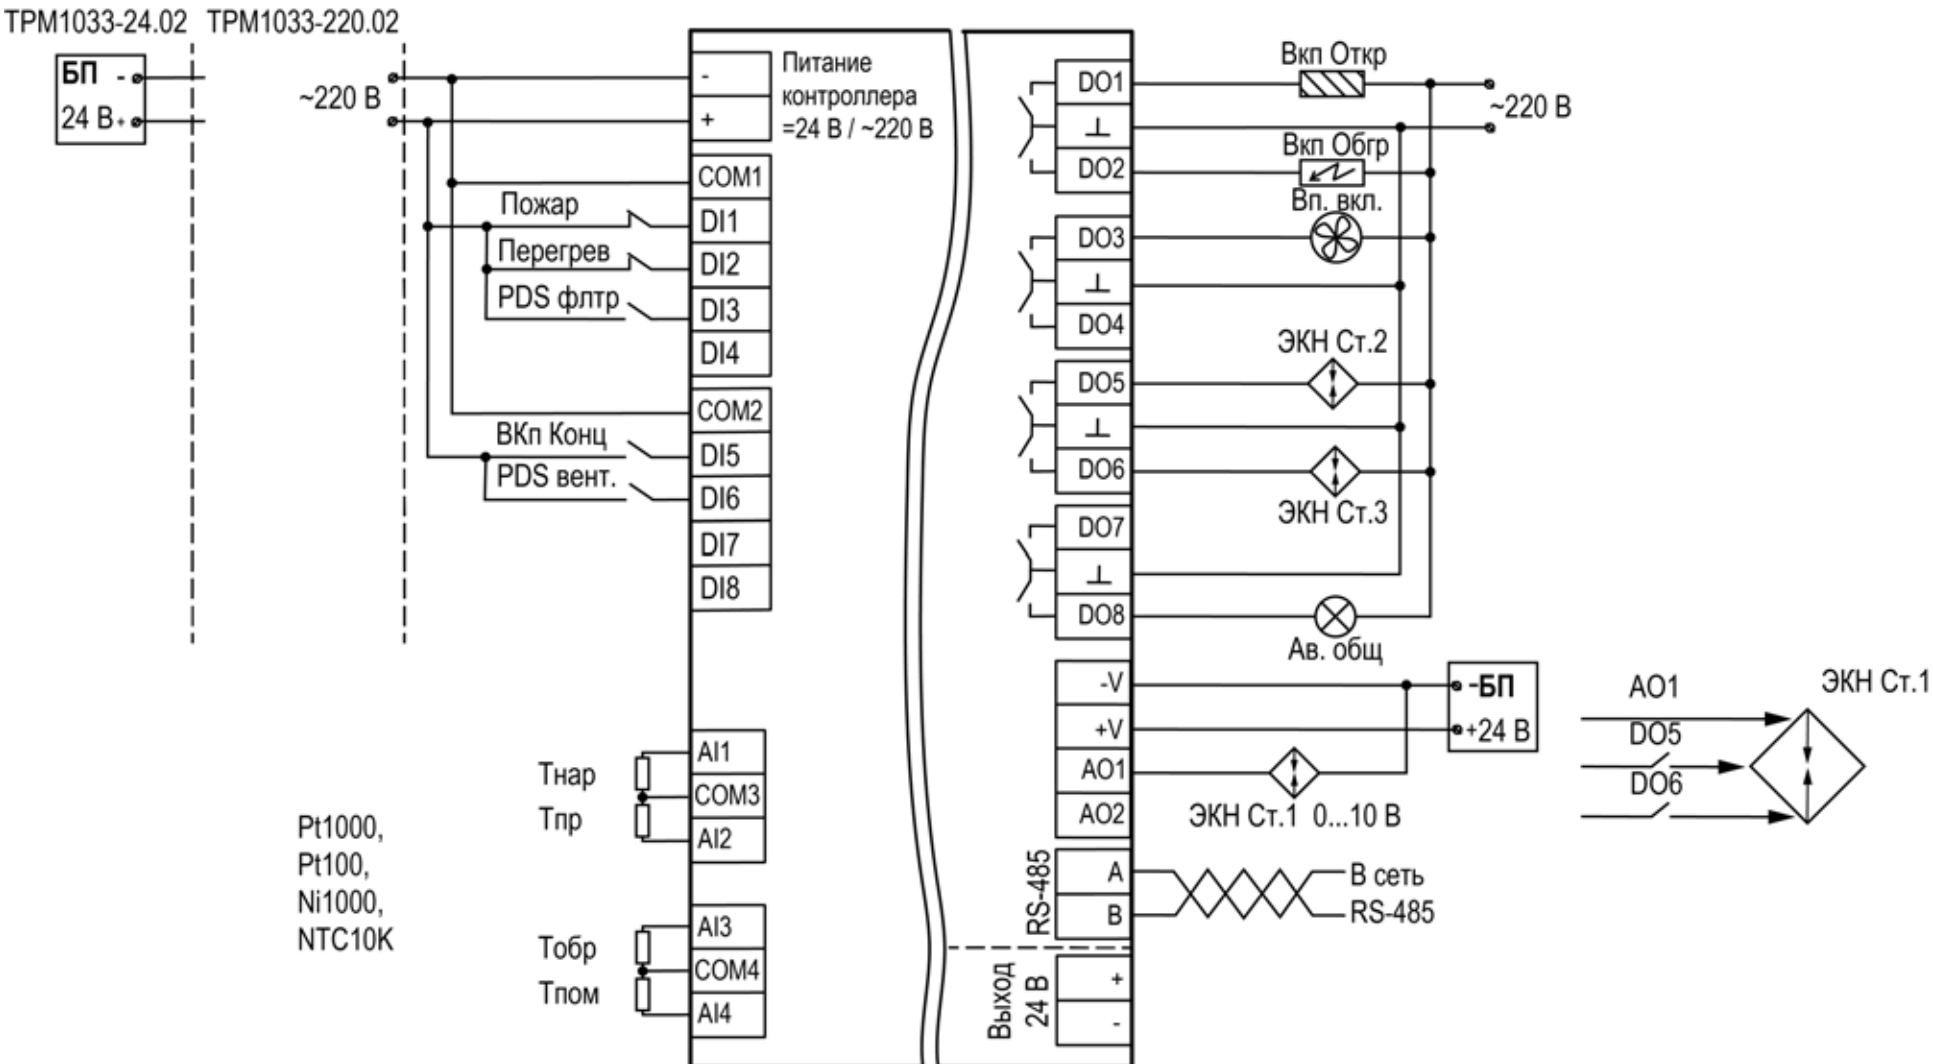 ТРМ1033-24.02 ТРМ1033-220.02
БП -
24 В +
~220 В
-
+
Питание
контроллера
=24 В / ~220 В
COM1
Пожар
DI1
Перегрев
DI2
PDS флтр
DI3
DI4
COM2
ВКп Конц
DI5
PDS вент.
DI6
DI7
DI8
Тнар
AI1
COM3
Тпр
AI2
Pt1000,
Pt100,
Ni1000,
NTC10K
Тобр
AI3
COM4
Тпом
AI4
DO1
Вкп Откр
~220 В
⊥
Вкп Обгр
DO2
Вп. вкл.
DO3
⊥
DO4
ЭКН Ст.2
DO5
⊥
DO6
ЭКН Ст.3
DO7
⊥
DO8
Ав. общ
-V
-БП
+V
+24 В
AO1
ЭКН Ст.1 0...10 В
AO2
RS-485
A
B
В сеть
RS-485
Выход
24 В
+
-
AO1
ЭКН Ст.1
DO5
DO6